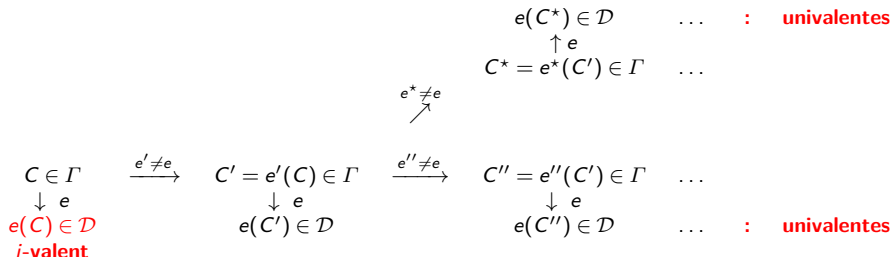 e(C⋆) ∈ 𝒟 … : univalentes
↑ e
C⋆ = e⋆(C′) ∈ Γ …
e⋆≠e
↗
C ∈ Γ e′≠e → C′ = e′(C) ∈ Γ e′′≠e → C′′ = e′′(C′) ∈ Γ …
↓ e ↓ e ↓ e
e(C) ∈ 𝒟 e(C′) ∈ 𝒟 e(C′′) ∈ 𝒟 … : univalentes
i-valent